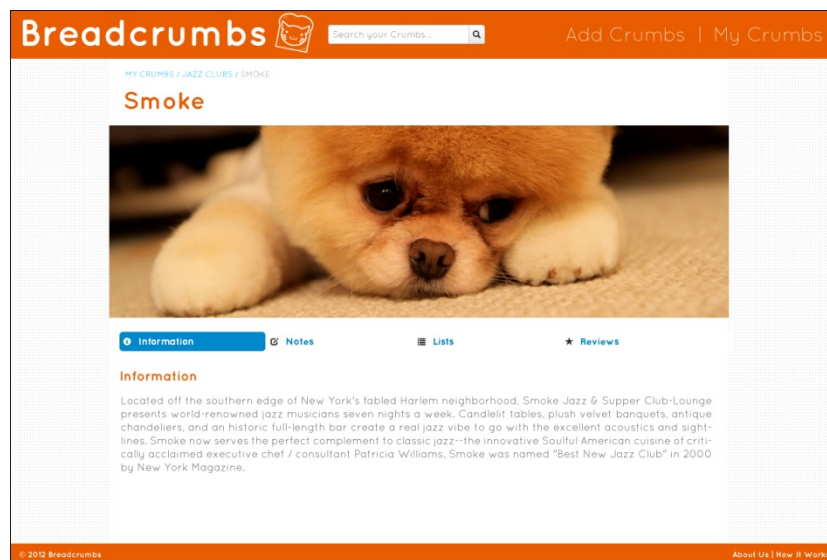 Breadcrumbs
Search your Crumbs...
Add Crumbs | My Crumbs
MY CRUMBS / JAZZ CLUBS / SMOKE
Smoke
Information
Notes
Lists
Reviews
Information
Located off the southern edge of New York's fabled Harlem neighborhood, Smoke Jazz & Supper Club-Lounge
presents world-renowned jazz musicians seven nights a week. Candlelit tables, plush velvet banquets, antique
chandeliers, and an historic full-length bar create a real jazz vibe to go with the excellent acoustics and sight-
lines. Smoke now serves the perfect complement to classic jazz--the innovative Soulful American cuisine of criti-
cally acclaimed executive chef / consultant Patricia Williams. Smoke was named "Best New Jazz Club" in 2000
by New York Magazine.
© 2012 Breadcrumbs
About Us | How It Works